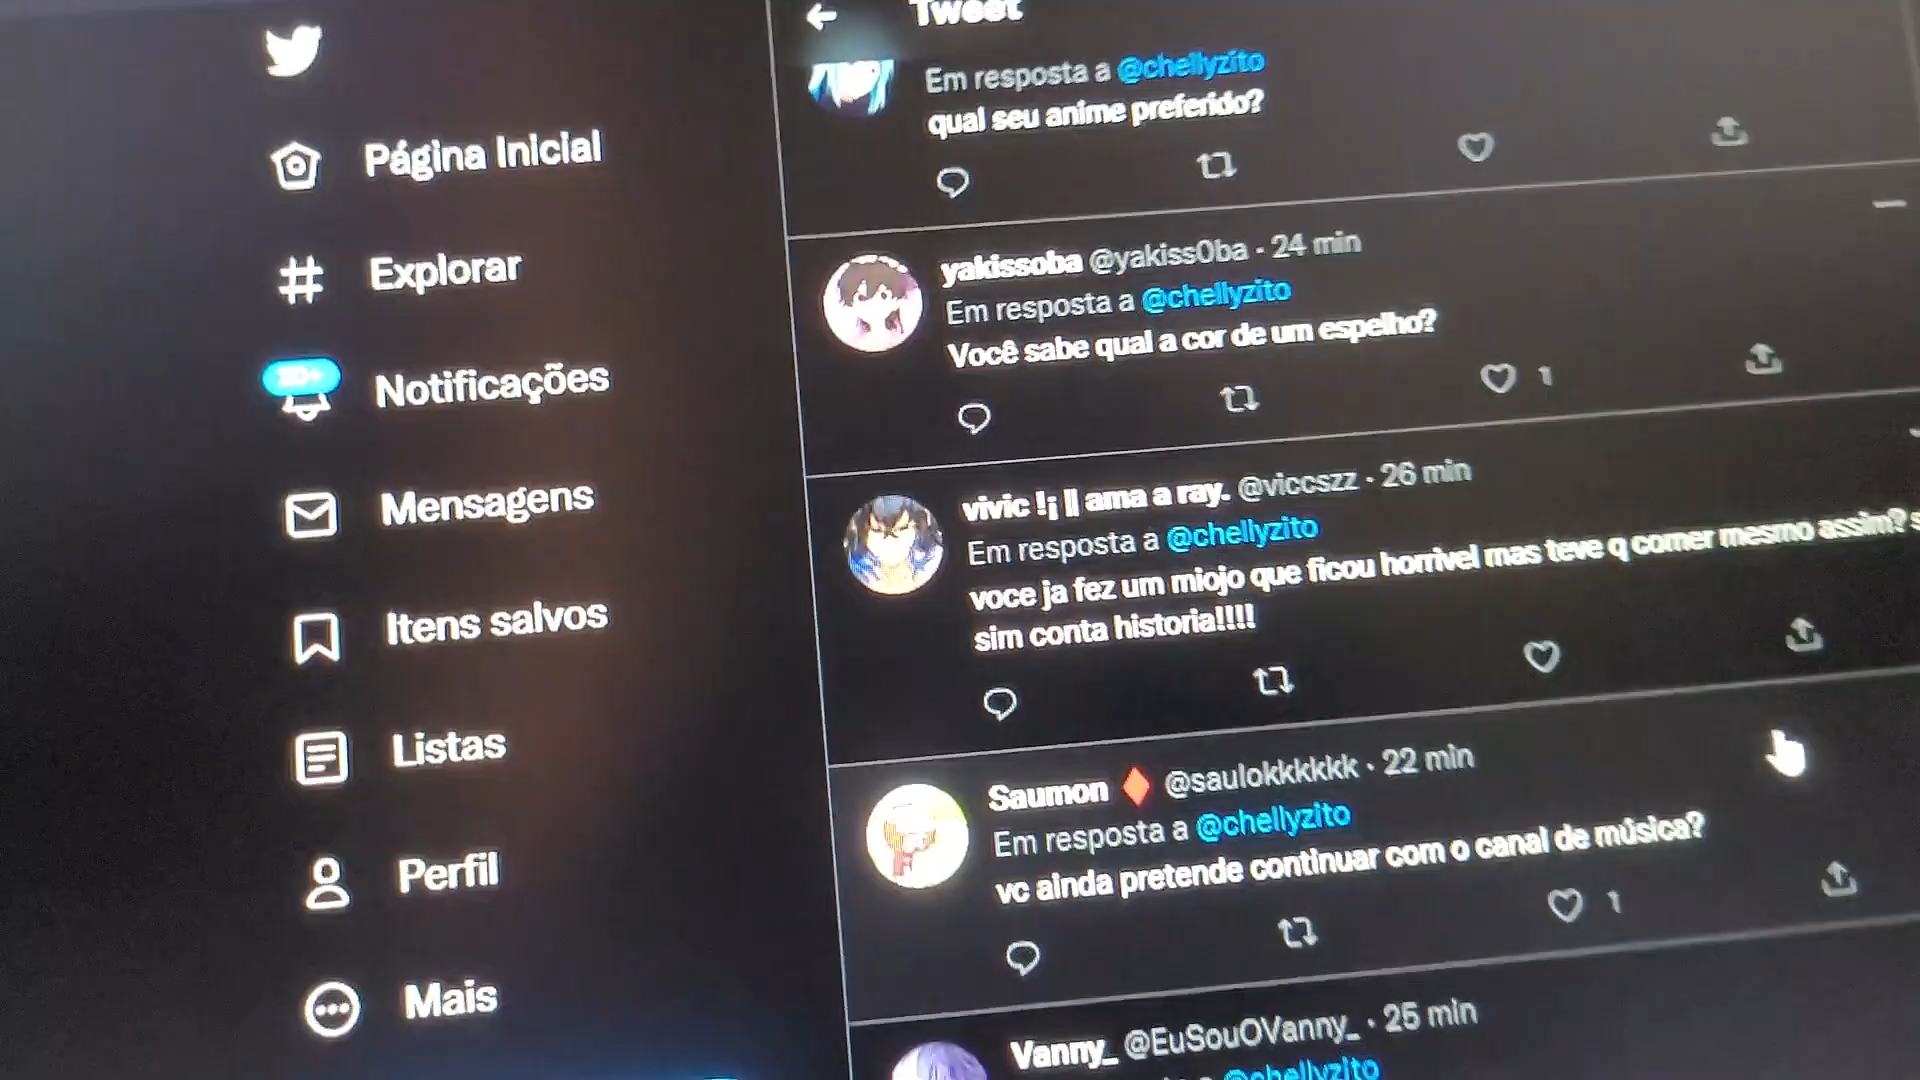 Tweet
Em resposta a @chellyzito
qual seu anime preferido?
Página Inicial
Explorar
20+
Notificações
Mensagens
Itens salvos
Listas
Perfil
Mais
yakissoba @yakiss0ba · 24 min
Em resposta a @chellyzito
Você sabe qual a cor de um espelho?
1
vivic !¡ || ama a ray. @viccszz · 26 min
Em resposta a @chellyzito
voce ja fez um miojo que ficou horrivel mas teve q comer mesmo assim?
sim conta historia!!!!
Saumon @saulokkkkkk · 22 min
Em resposta a @chellyzito
vc ainda pretende continuar com o canal de música?
1
Vanny_ @EuSouOVanny_ · 25 min
@chellyzito